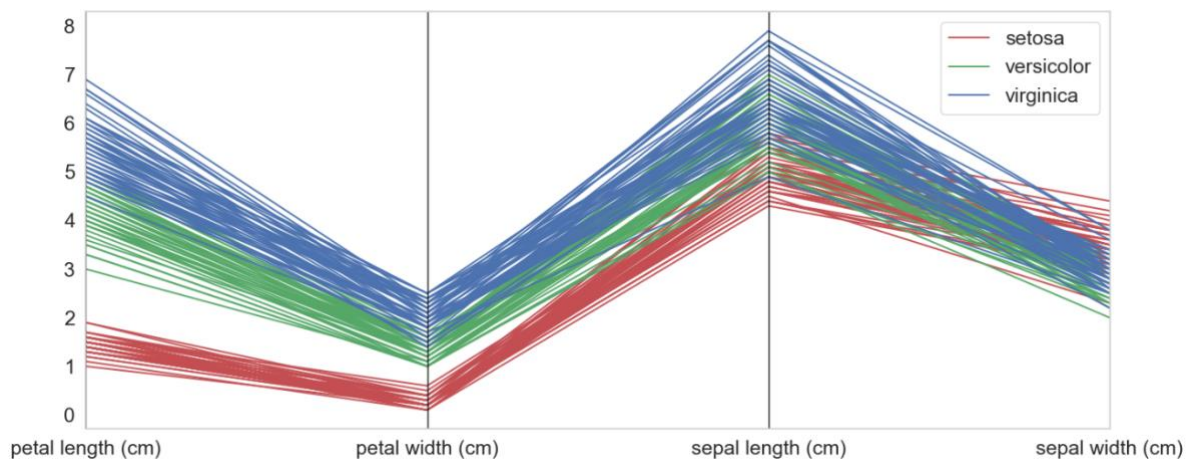 8
7
6
5
4
3
2
1
0
setosa
versicolor
virginica
petal length (cm)
petal width (cm)
sepal length (cm)
sepal width (cm)